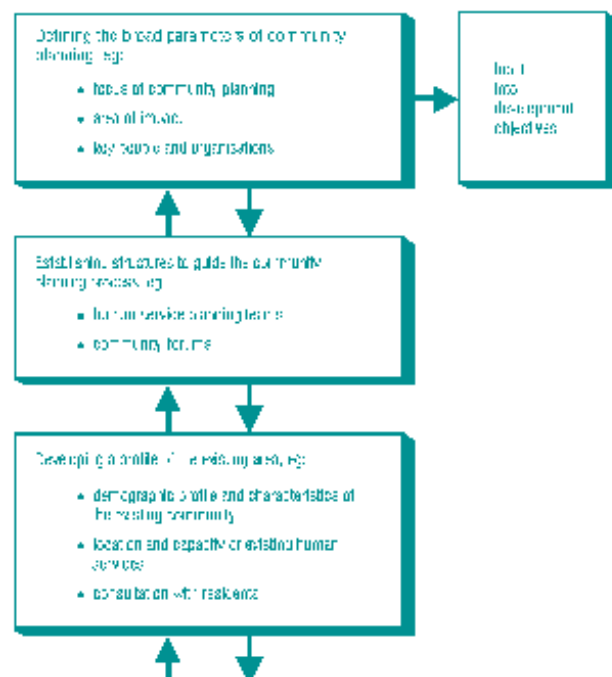 Defining the broad parameters of community
planning, eg:
• focus of community planning
• area of impact
• key people and organisations
Input
into
development
objectives
Establishing structures to guide the community
planning process, eg:
• human service planning teams
• community forums
Developing a profile of the existing area, eg:
• demographic profile and characteristics of
the existing community
• location and capacity of existing human
services
• consultation with residents